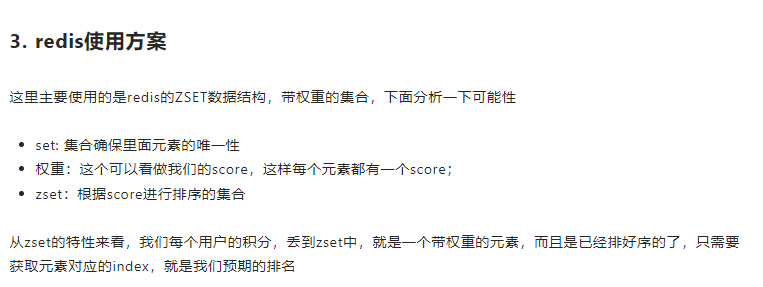 3. redis使用方案
这里主要使用的是redis的ZSET数据结构，带权重的集合，下面分析一下可能性
• set: 集合确保里面元素的唯一性
• 权重：这个可以看做我们的score，这样每个元素都有一个score；
• zset：根据score进行排序的集合
从zset的特性来看，我们每个用户的积分，丢到zset中，就是一个带权重的元素，而且是已经排好序的了，只需要
获取元素对应的index，就是我们预期的排名